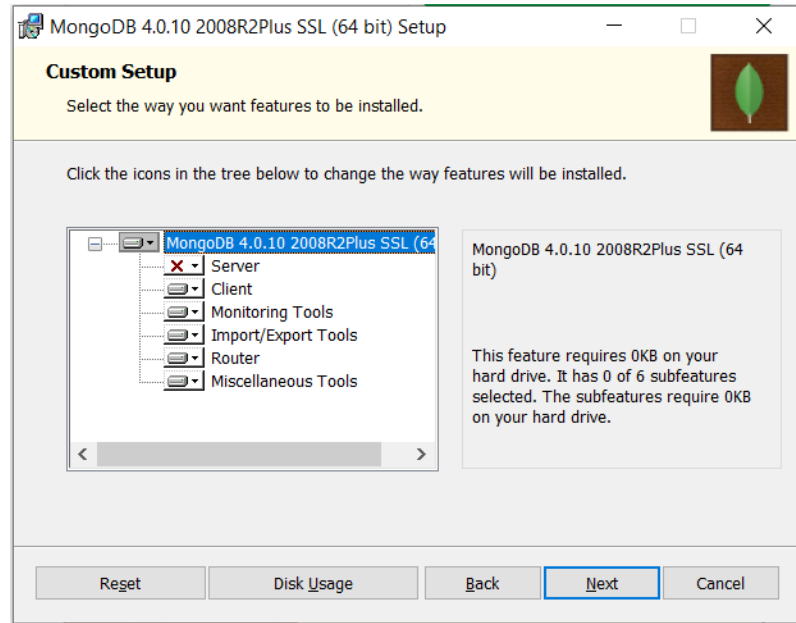 MongoDB 4.0.10 2008R2Plus SSL (64 bit) Setup
Custom Setup
Select the way you want features to be installed.
Click the icons in the tree below to change the way features will be installed.
MongoDB 4.0.10 2008R2Plus SSL (64
Server
Client
Monitoring Tools
Import/Export Tools
Router
Miscellaneous Tools
MongoDB 4.0.10 2008R2Plus SSL (64
bit)
This feature requires 0KB on your
hard drive. It has 0 of 6 subfeatures
selected. The subfeatures require 0KB
on your hard drive.
Reset
Disk Usage
Back
Next
Cancel